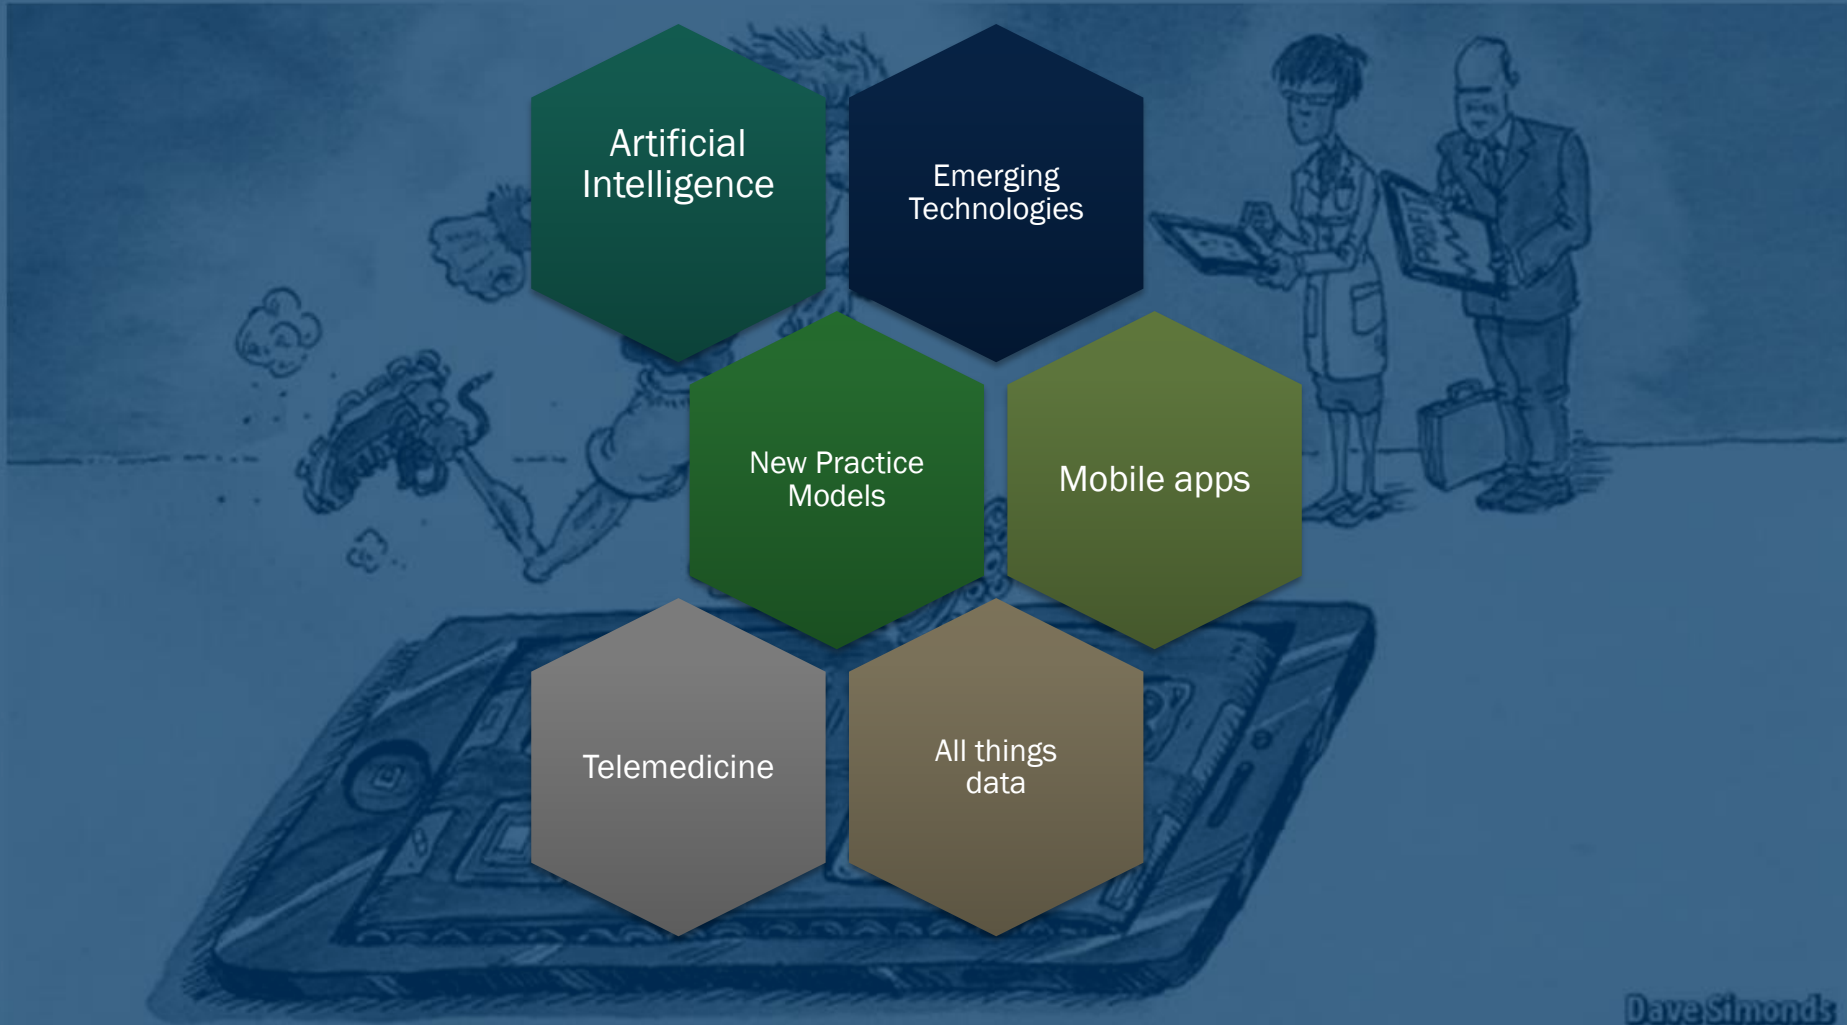 Artificial
Intelligence
Emerging
Technologies
New Practice
Models
Mobile apps
Telemedicine
All things
data
Dave Simonds